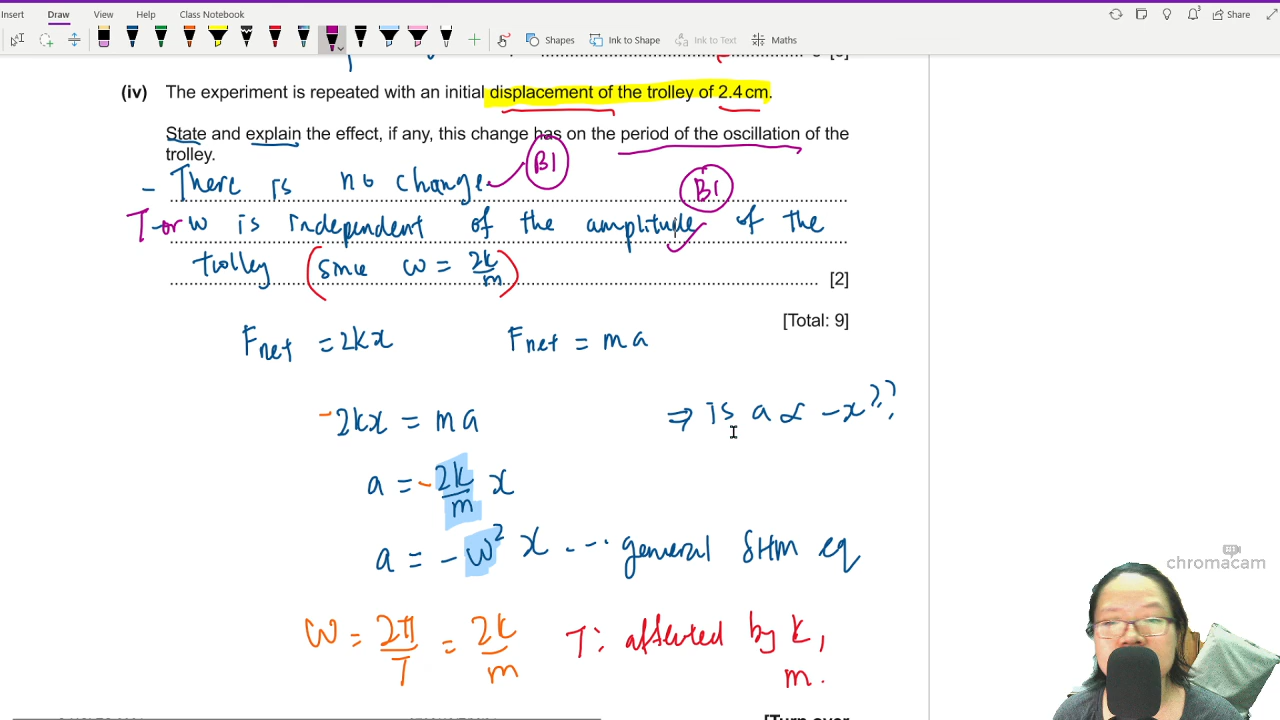 Insert Draw View Help Class Notebook Share
Shapes Ink to Shape Ink to Text Maths
(iv) The experiment is repeated with an initial displacement of the trolley of 2.4 cm.
State and explain the effect, if any, this change has on the period of the oscillation of the
trolley.
- There is no change. B1
B1
T or ω is independent of the amplitude of the
trolley (since ω = 2k/m)
[2]
[Total: 9]
Fnet = 2kx Fnet = ma
-2kx = ma ⇒ is a ∝ -x??
a = -2k/m x
a = -ω² x ... general SHM eq
chromacam
ω = 2π/T = 2k/m T: affected by k,
m.
[Turn over